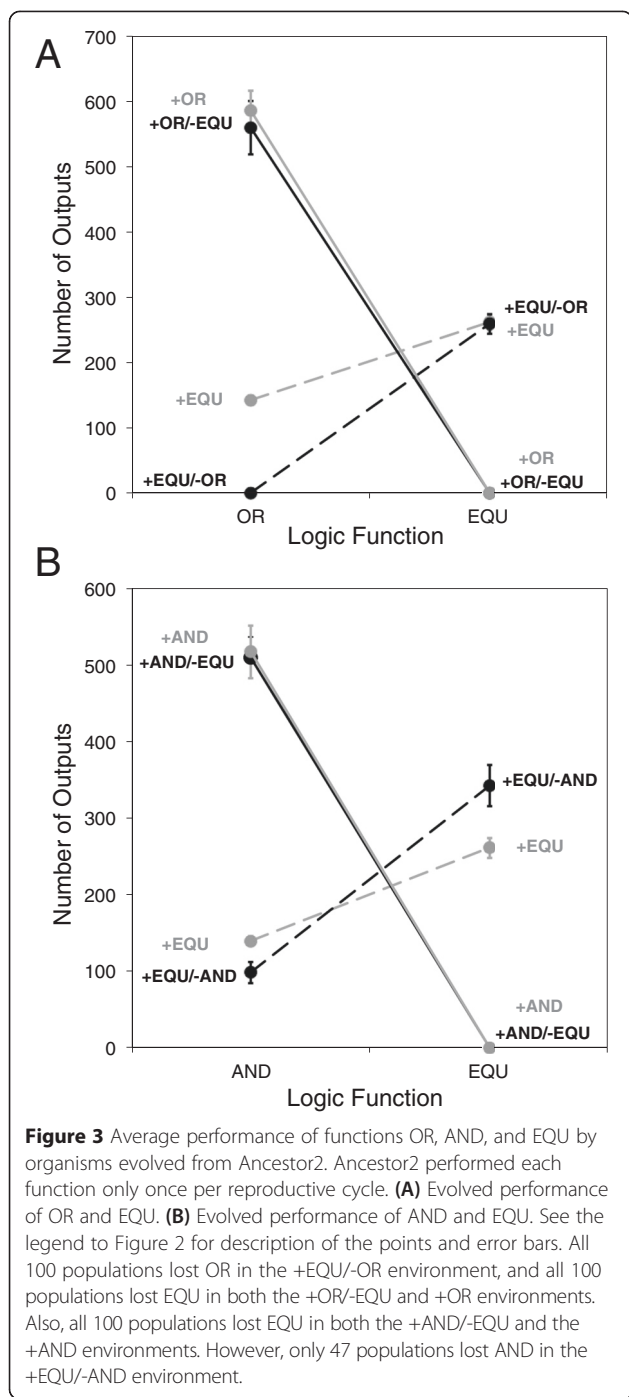 A
700
600
500
400
300
200
100
0
Number of Outputs
+OR
+OR/-EQU
+EQU/-OR
+EQU
+EQU
+EQU/-OR
+OR
+OR/-EQU
OR
EQU
Logic Function
B
600
500
400
300
200
100
0
Number of Outputs
+AND
+AND/-EQU
+EQU/-AND
+EQU
+EQU
+EQU/-AND
+AND
+AND/-EQU
AND
EQU
Logic Function
Figure 3 Average performance of functions OR, AND, and EQU by
organisms evolved from Ancestor2. Ancestor2 performed each
function only once per reproductive cycle. (A) Evolved performance
of OR and EQU. (B) Evolved performance of AND and EQU. See the
legend to Figure 2 for description of the points and error bars. All
100 populations lost OR in the +EQU/-OR environment, and all 100
populations lost EQU in both the +OR/-EQU and +OR environments.
Also, all 100 populations lost EQU in both the +AND/-EQU and the
+AND environments. However, only 47 populations lost AND in the
+EQU/-AND environment.